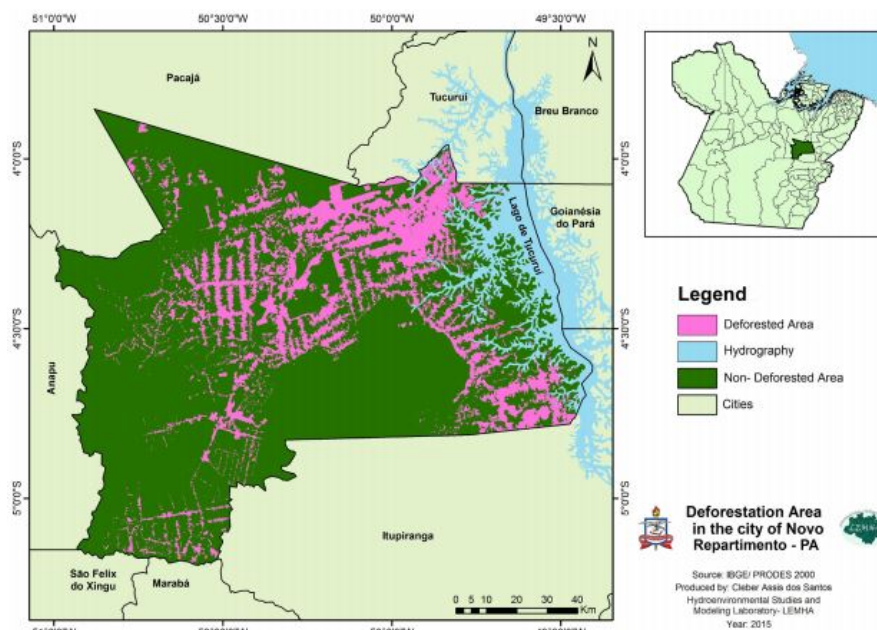 51°0'0"W
50°30'0"W
50°0'0"W
49°30'0"W
N
Pacajá
Tucuruí
Breu Branco
4°0'0"S
4°0'0"S
Goianésia
do Pará
Lago de Tucuruí
4°30'0"S
4°30'0"S
Anapu
5°0'0"S
5°0'0"S
Itupiranga
São Felix
do Xingu
Marabá
0 5 10 20 30 40
Km
Legend
Deforested Area
Hydrography
Non- Deforested Area
Cities
Deforestation Area
in the city of Novo
Repartimento - PA
Source: IBGE/ PRODES 2000
Produced by: Cleber Assis dos Santos
Hydroenvironmental Studies and
Modeling Laboratory- LEMHA
Year: 2015